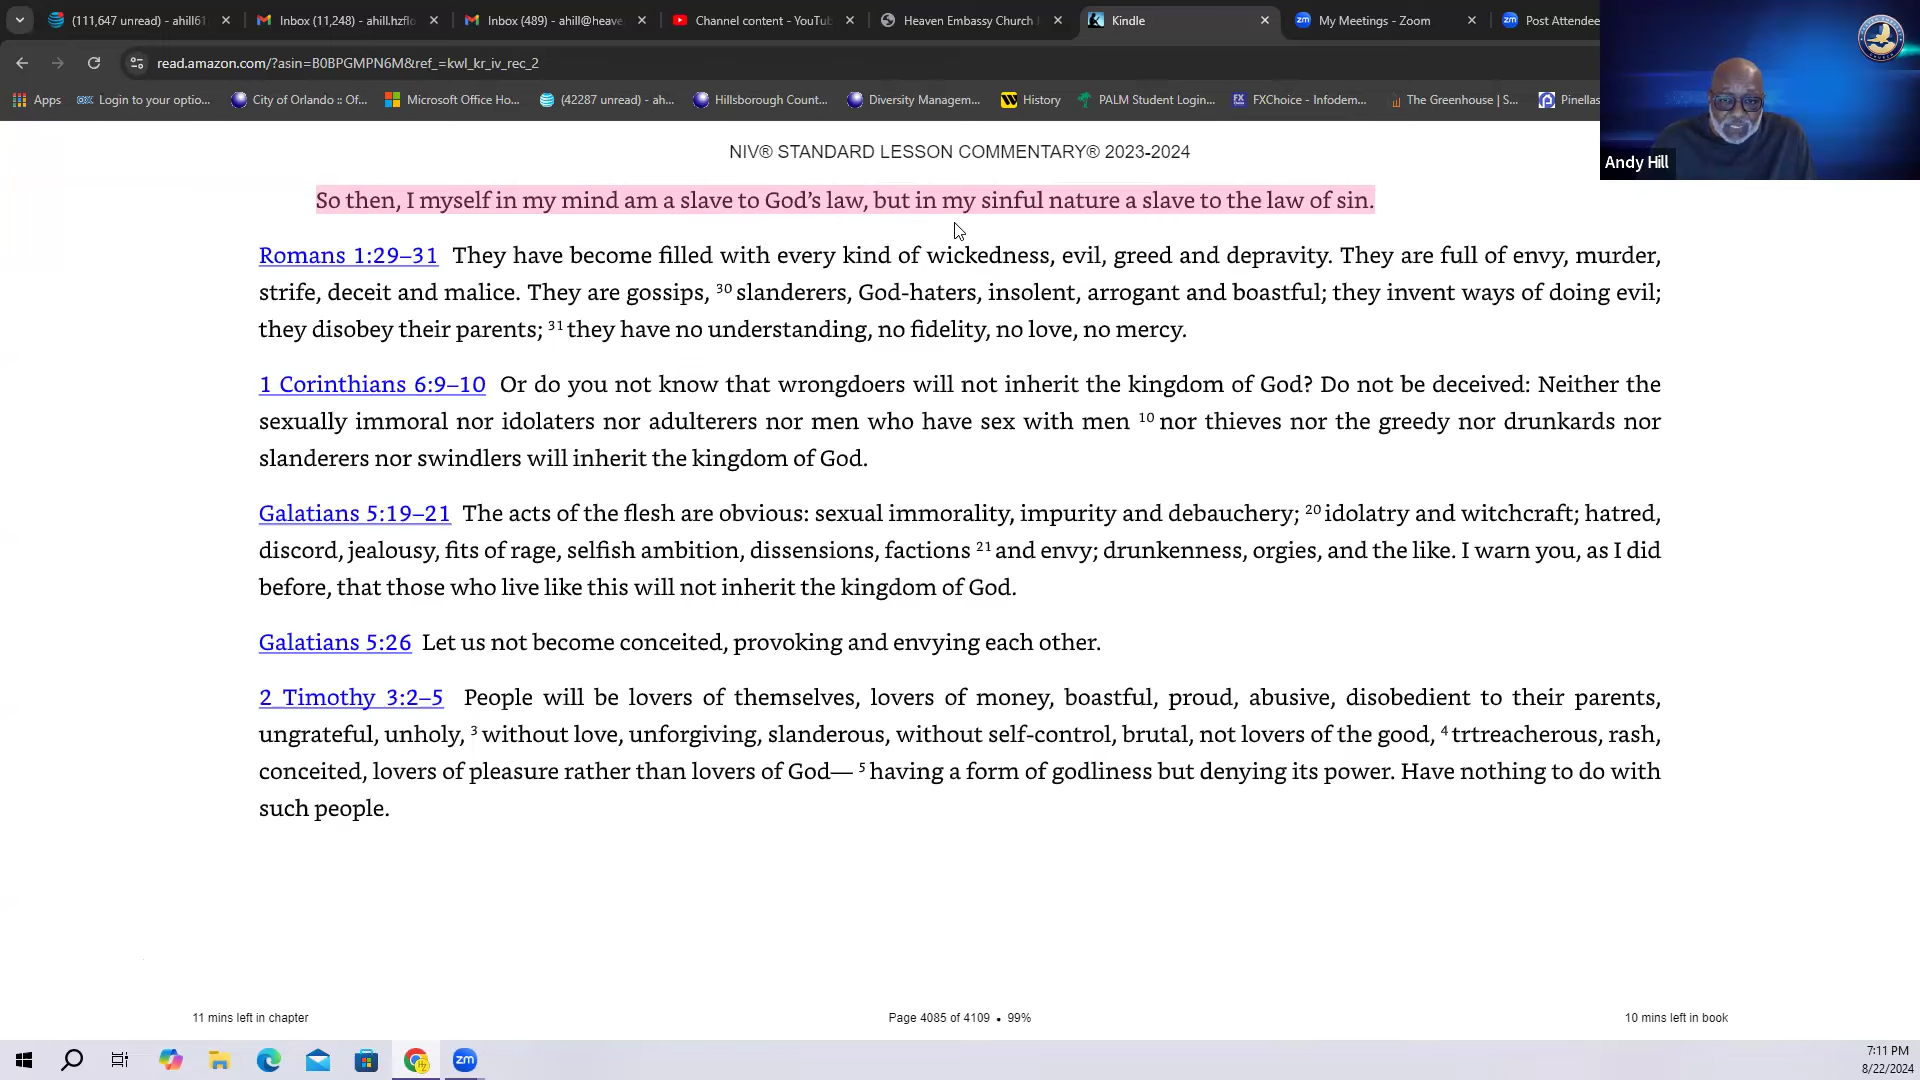 (111,647 unread) - ahill61
Inbox (11,248) - ahill.hzflo
Inbox (489) - ahill@heave
Channel content - YouTub
Heaven Embassy Church
Kindle
My Meetings - Zoom
Post Attendee
read.amazon.com/?asin=B0BPGMPN6M&ref_=kwl_kr_iv_rec_2
Apps
Login to your optio...
City of Orlando :: Of...
Microsoft Office Ho...
(42287 unread) - ah...
Hillsborough Count...
Diversity Managem...
History
PALM Student Login...
FXChoice - Infodem...
The Greenhouse | S...
Pinellas
Andy Hill
NIV® STANDARD LESSON COMMENTARY® 2023-2024
So then, I myself in my mind am a slave to God’s law, but in my sinful nature a slave to the law of sin.
Romans 1:29–31 They have become filled with every kind of wickedness, evil, greed and depravity. They are full of envy, murder,
strife, deceit and malice. They are gossips, 30 slanderers, God-haters, insolent, arrogant and boastful; they invent ways of doing evil;
they disobey their parents; 31 they have no understanding, no fidelity, no love, no mercy.
1 Corinthians 6:9–10 Or do you not know that wrongdoers will not inherit the kingdom of God? Do not be deceived: Neither the
sexually immoral nor idolaters nor adulterers nor men who have sex with men 10 nor thieves nor the greedy nor drunkards nor
slanderers nor swindlers will inherit the kingdom of God.
Galatians 5:19–21 The acts of the flesh are obvious: sexual immorality, impurity and debauchery; 20 idolatry and witchcraft; hatred,
discord, jealousy, fits of rage, selfish ambition, dissensions, factions 21 and envy; drunkenness, orgies, and the like. I warn you, as I did
before, that those who live like this will not inherit the kingdom of God.
Galatians 5:26 Let us not become conceited, provoking and envying each other.
2 Timothy 3:2–5 People will be lovers of themselves, lovers of money, boastful, proud, abusive, disobedient to their parents,
ungrateful, unholy, 3 without love, unforgiving, slanderous, without self-control, brutal, not lovers of the good, 4 trtreacherous, rash,
conceited, lovers of pleasure rather than lovers of God— 5 having a form of godliness but denying its power. Have nothing to do with
such people.
11 mins left in chapter
Page 4085 of 4109 • 99%
10 mins left in book
zm
7:11 PM
8/22/2024